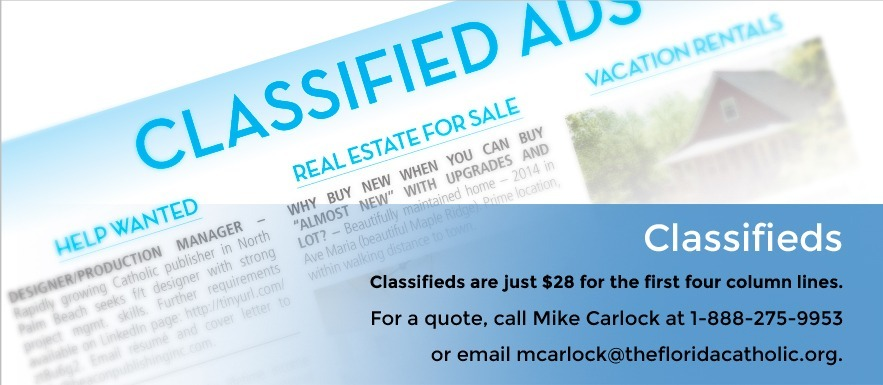 CLASSIFIED ADS
VACATION RENTALS
REAL ESTATE FOR SALE
WHY BUY NEW WHEN YOU CAN BUY
"ALMOST NEW" WITH UPGRADES AND
LOT? – Beautifully maintained home – 2014 in
Ave Maria (beautiful Maple Ridge). Prime location,
within walking distance to town.
HELP WANTED
DESIGNER/PRODUCTION MANAGER –
Rapidly growing Catholic publisher in North
Palm Beach seeks f/t designer with strong
project mgmt. skills. Further requirements
available on LinkedIn page: http://tinyurl.com/
Email résumé and cover letter to
Classifieds
Classifieds are just $28 for the first four column lines.
For a quote, call Mike Carlock at 1-888-275-9953
or email mcarlock@thefloridacatholic.org.